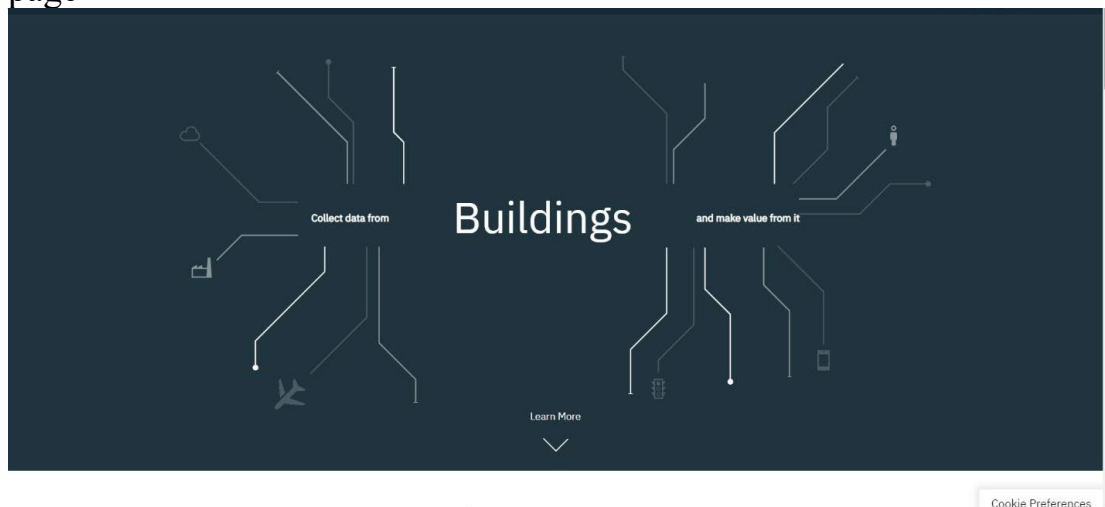 page
Collect data from Buildings and make value from it
Learn More
Cookie Preferences